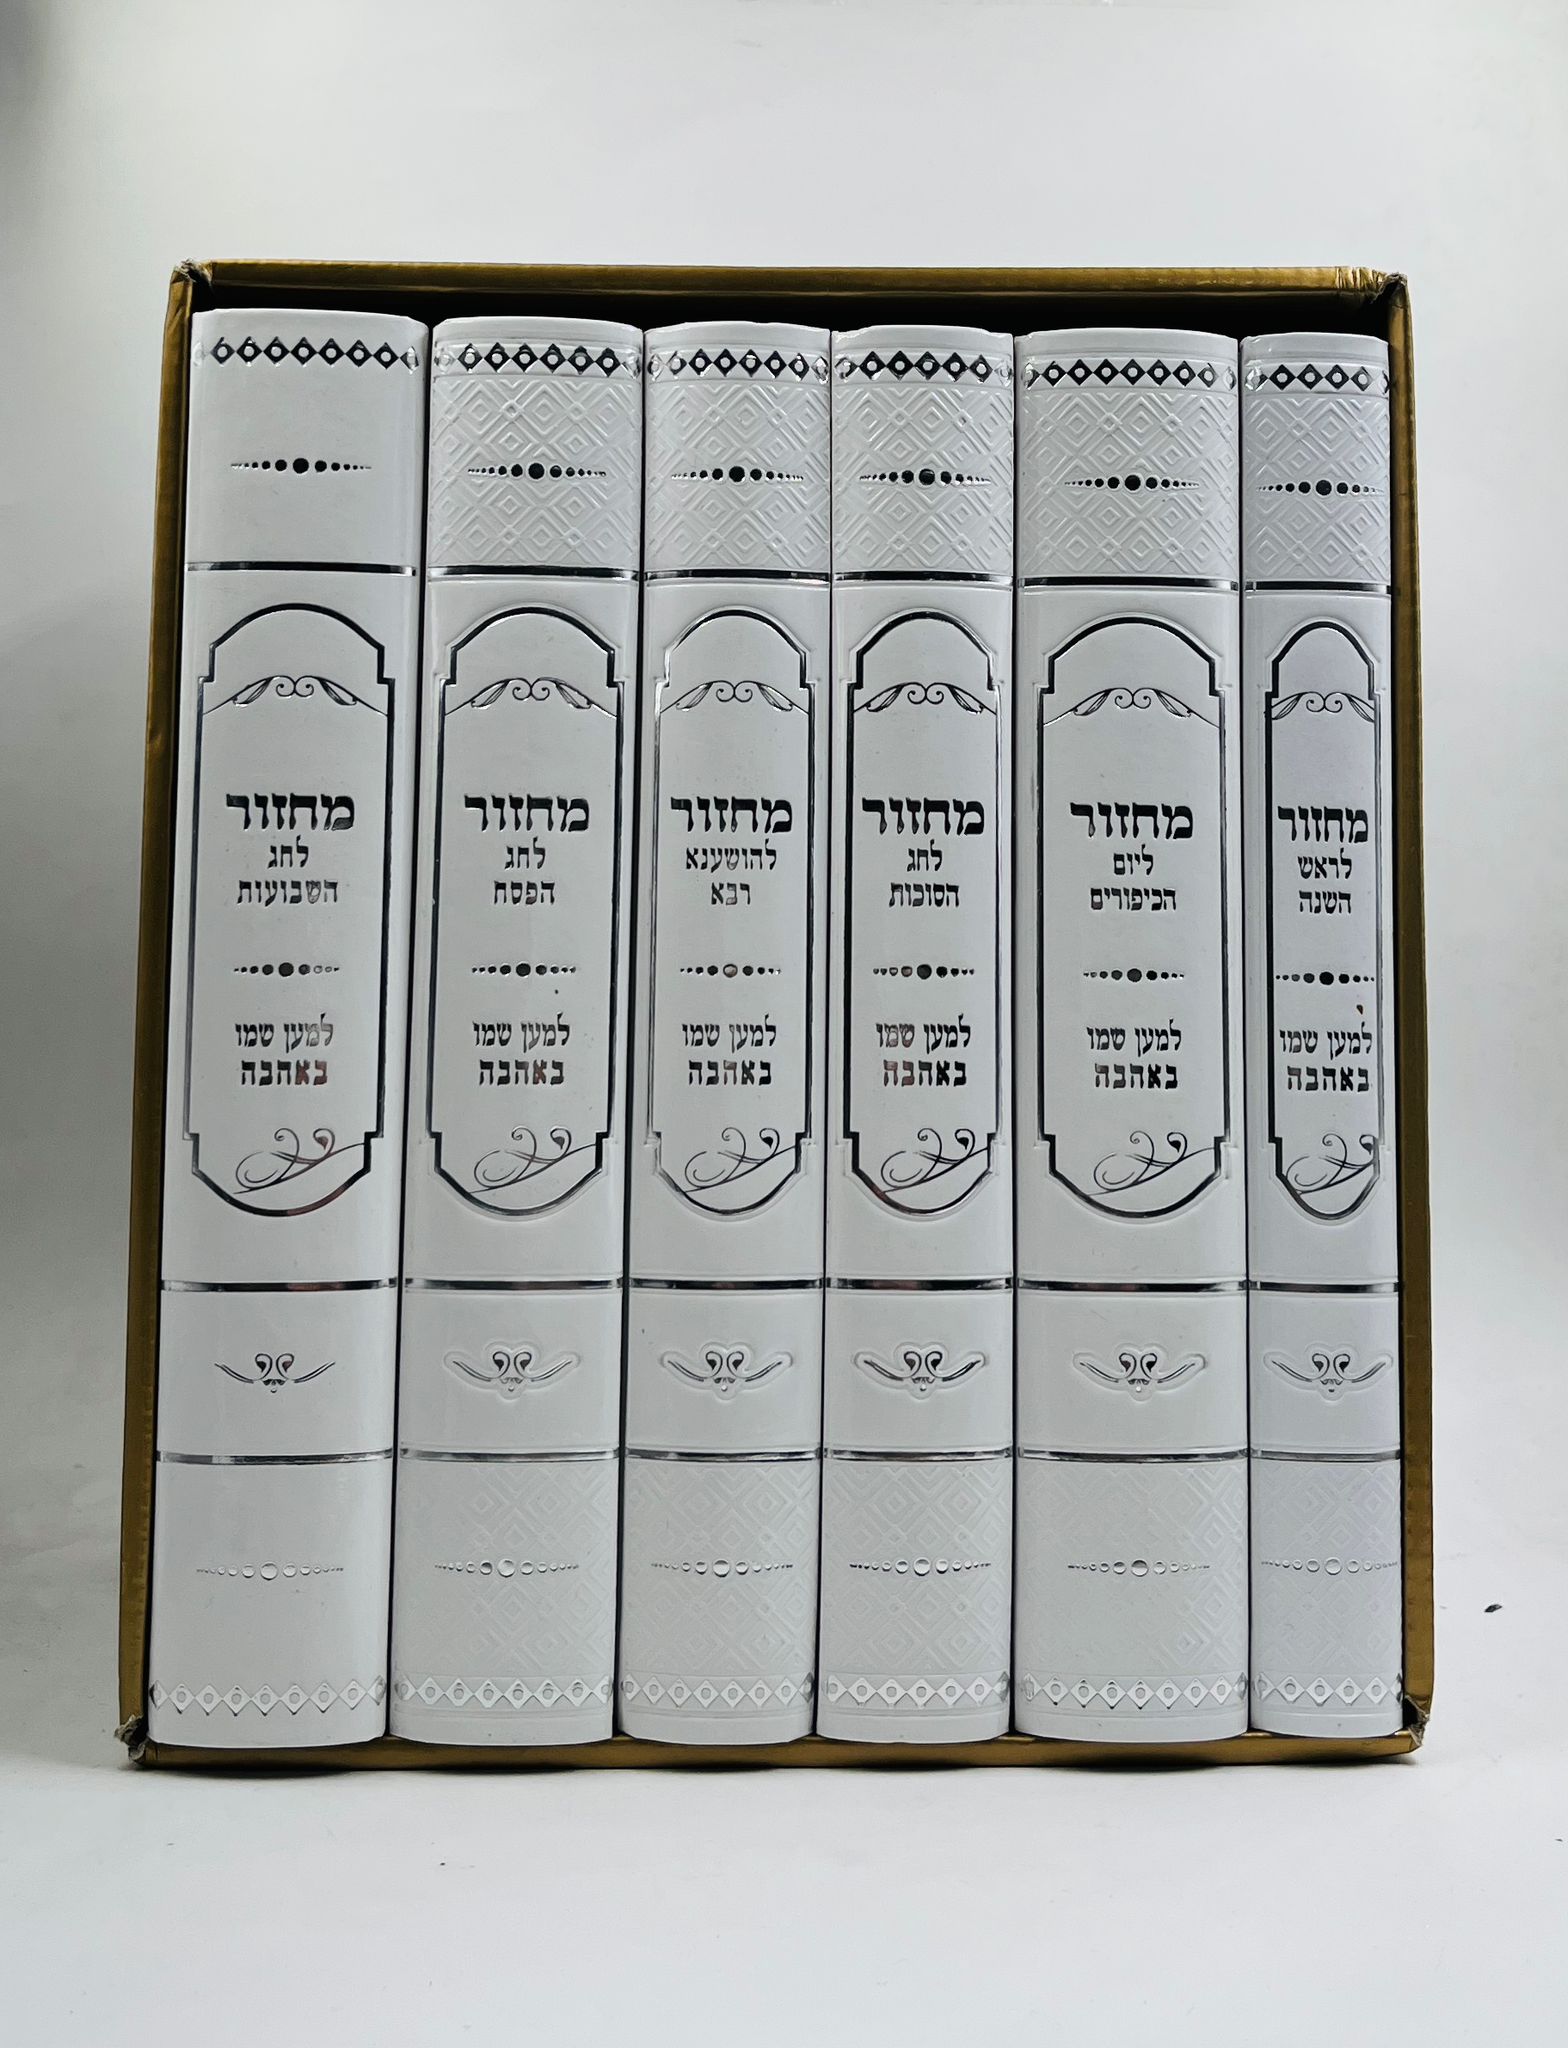 מחזור
לראש
השנה
למען שמו
באהבה
מחזור
ליום
הכיפורים
למען שמו
באהבה
מחזור
לחג
הסוכות
למען שמו
באהבה
מחזור
להושענא
רבא
למען שמו
באהבה
מחזור
לחג
הפסח
למען שמו
באהבה
מחזור
לחג
השבועות
למען שמו
באהבה